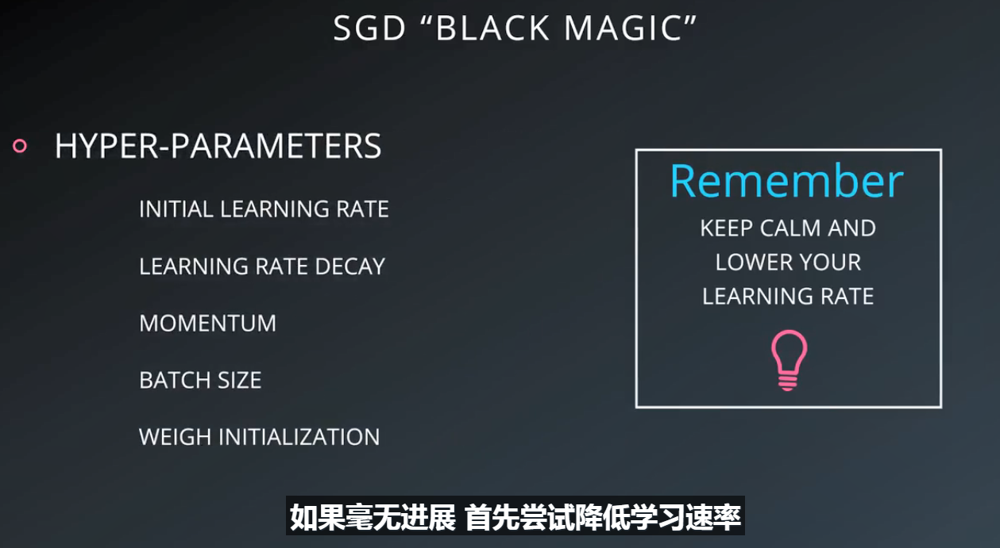 SGD “BLACK MAGIC”
HYPER-PARAMETERS
INITIAL LEARNING RATE
LEARNING RATE DECAY
MOMENTUM
BATCH SIZE
WEIGH INITIALIZATION
Remember
KEEP CALM AND
LOWER YOUR
LEARNING RATE
如果毫无进展 首先尝试降低学习速率